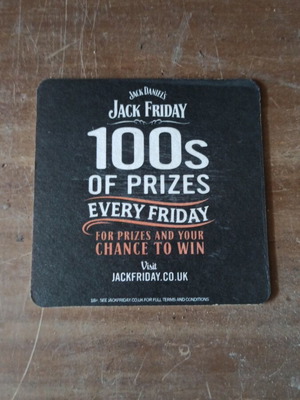 JACK DANIEL'S
JACK FRIDAY
100s
OF PRIZES
EVERY FRIDAY
FOR PRIZES AND YOUR
CHANCE TO WIN
Visit
JACKFRIDAY.CO.UK
18+. SEE JACKFRIDAY.CO.UK FOR FULL TERMS AND CONDITIONS